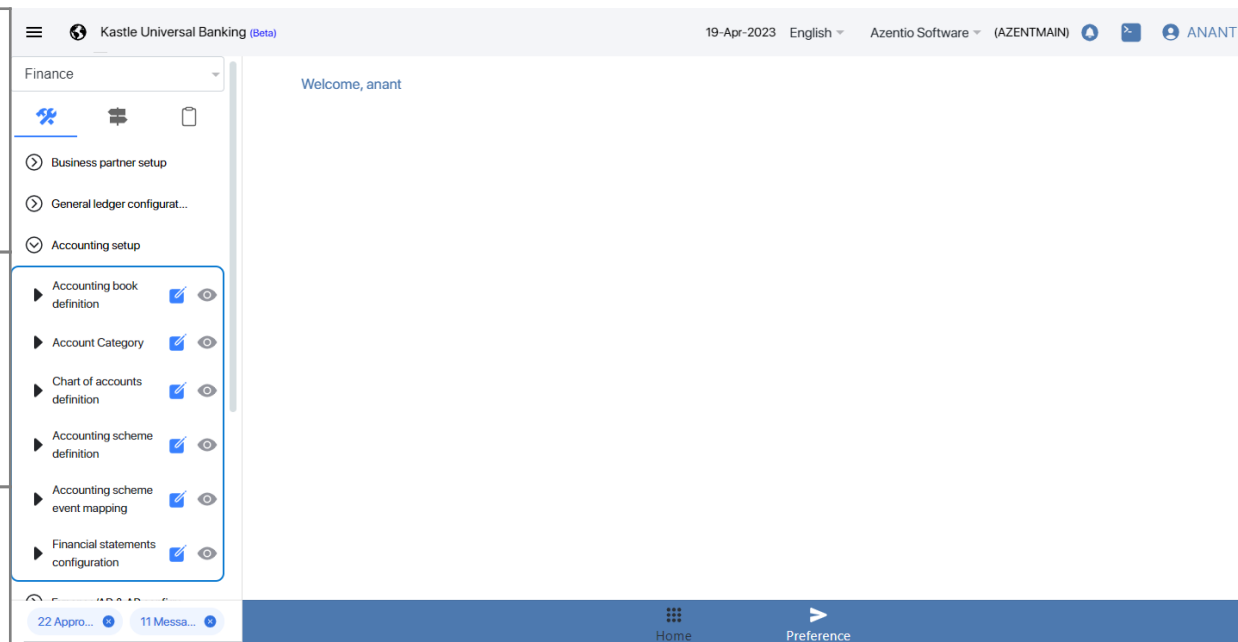 Kastle Universal Banking (Beta)
19-Apr-2023 English Azentio Software (AZENTMAIN) ANANT
Finance
Welcome, anant
Business partner setup
General ledger configurat...
Accounting setup
Accounting book
definition
Account Category
Chart of accounts
definition
Accounting scheme
definition
Accounting scheme
event mapping
Financial statements
configuration
22 Appro...
11 Messa...
Home
Preference